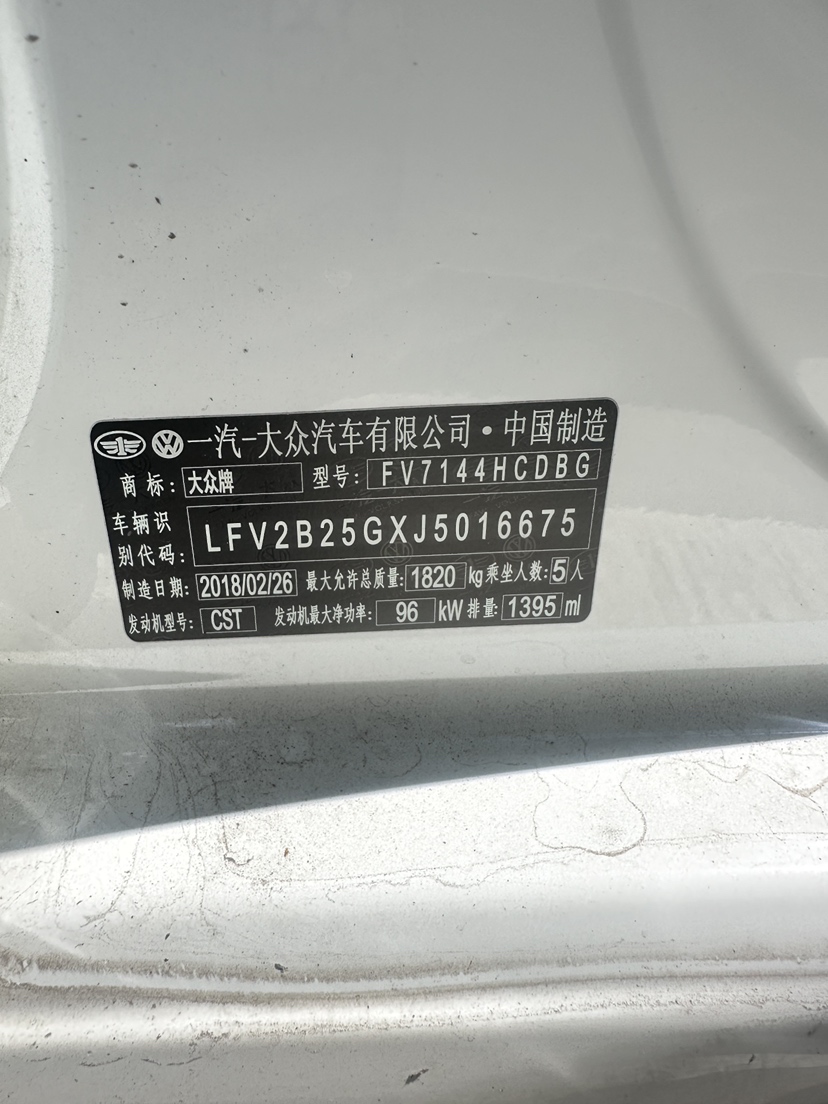 一汽-大众汽车有限公司·中国制造
商标: 大众牌 型号: FV7144HCDBG
车辆识别代码: LFV2B25GXJ5016675
制造日期: 2018/02/26 最大允许总质量: 1820 kg 乘坐人数: 5 人
发动机型号: CST 发动机最大净功率: 96 kW 排量: 1395 ml